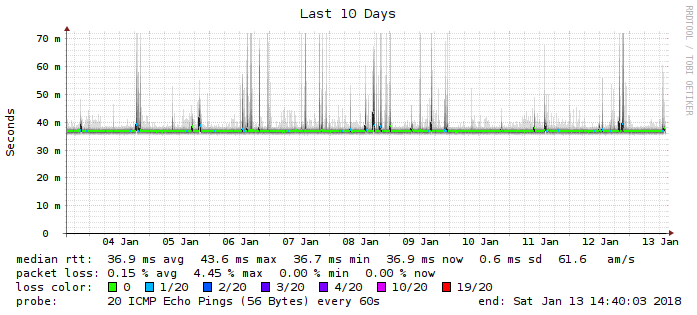 Last 10 Days
RRDTOOL / TOBI OETIKER
Seconds
70 m
60 m
50 m
40 m
30 m
20 m
10 m
0
04 Jan 05 Jan 06 Jan 07 Jan 08 Jan 09 Jan 10 Jan 11 Jan 12 Jan 13 Jan
median rtt: 36.9 ms avg 43.6 ms max 36.7 ms min 36.9 ms now 0.6 ms sd 61.6 am/s
packet loss: 0.15 % avg 4.45 % max 0.00 % min 0.00 % now
loss color: 0 1/20 2/20 3/20 4/20 10/20 19/20
probe: 20 ICMP Echo Pings (56 Bytes) every 60s end: Sat Jan 13 14:40:03 2018